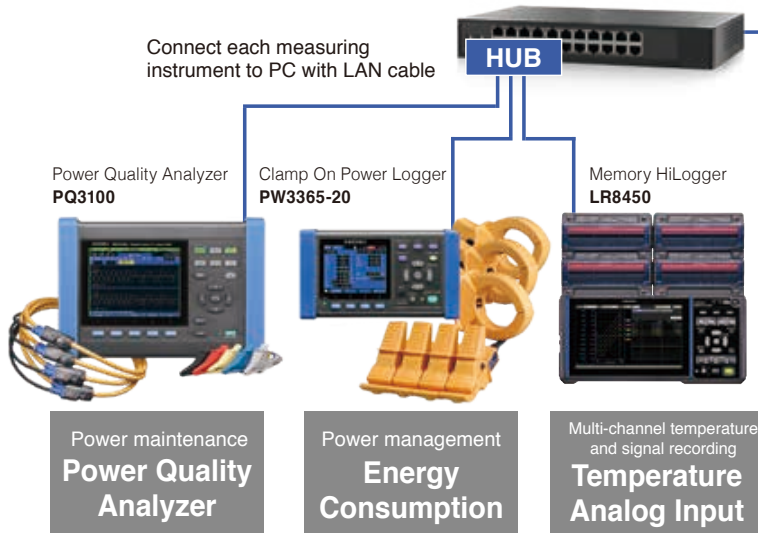 Connect each measuring
instrument to PC with LAN cable
HUB
Power Quality Analyzer
PQ3100
Clamp On Power Logger
PW3365-20
Memory HiLogger
LR8450
Power maintenance
Power Quality
Analyzer
Power management
Energy
Consumption
Multi-channel temperature
and signal recording
Temperature
Analog Input